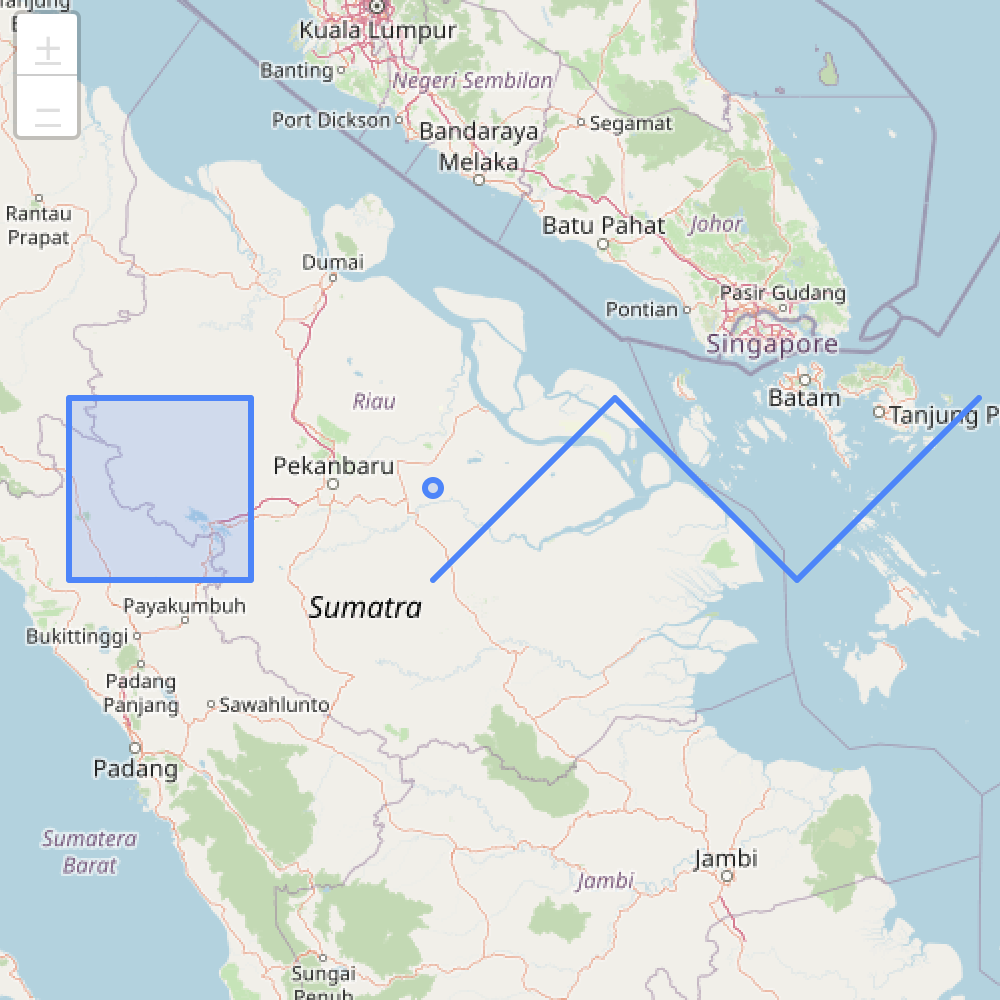 Tanjung
+
–
Kuala Lumpur
Banting
Negeri Sembilan
Port Dickson
Bandaraya
Melaka
Segamat
Rantau
Prapat
Batu Pahat
Johor
Dumai
Pasir Gudang
Pontian
Singapore
Riau
Batam
Tanjung P
Pekanbaru
Sumatra
Payakumbuh
Bukittinggi
Padang
Panjang
Sawahlunto
Padang
Sumatera
Barat
Jambi
Jambi
Sungai
Penuh